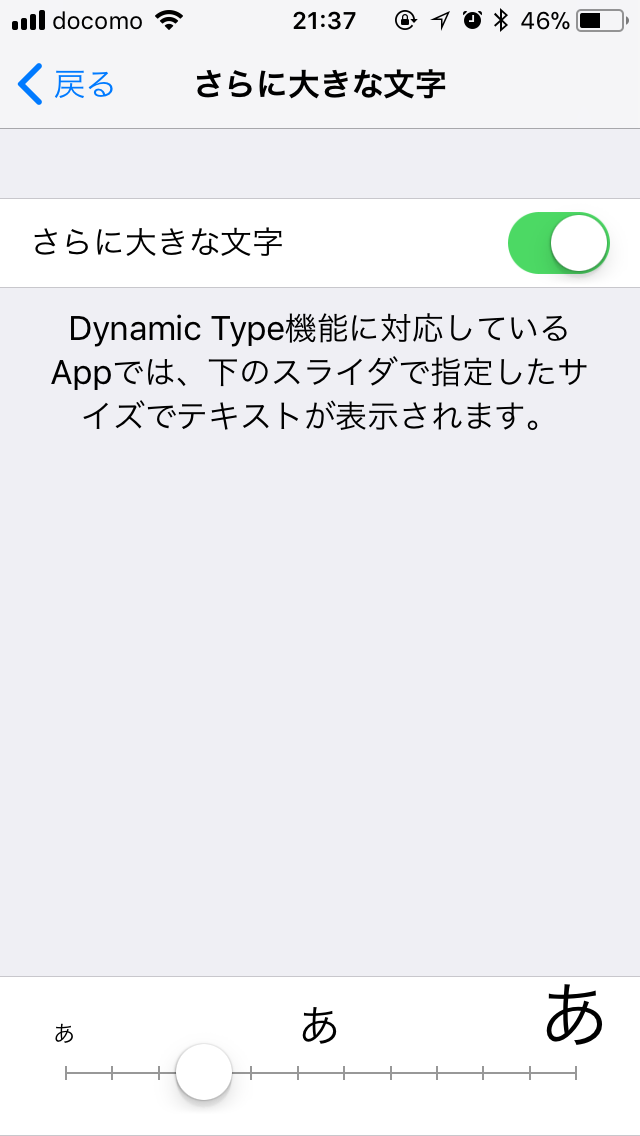 docomo 21:37 46%
戻る さらに大きな文字
さらに大きな文字
Dynamic Type機能に対応している
Appでは、下のスライダで指定したサ
イズでテキストが表示されます。
あ あ あ